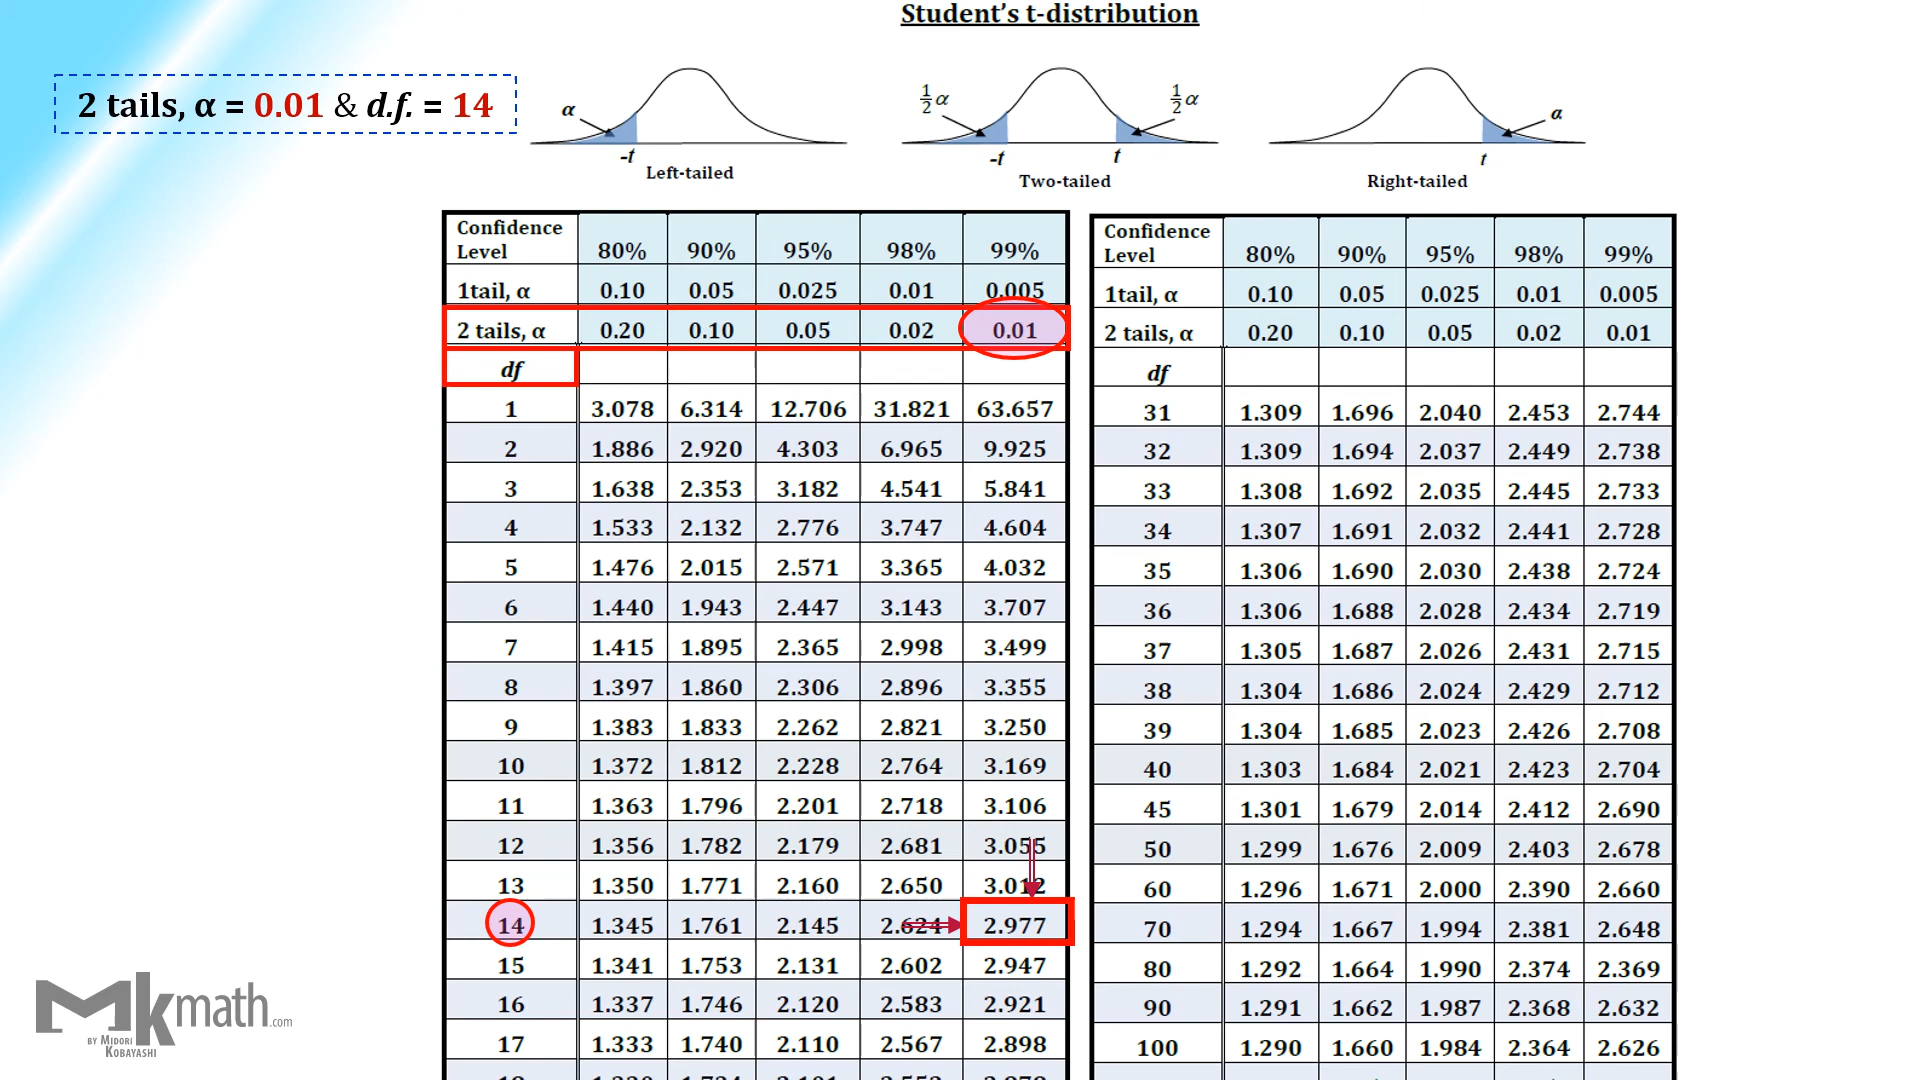 Student's t-distribution
2 tails, α = 0.01 & d.f. = 14
α
-t
Left-tailed
1/2 α
1/2 α
-t
t
Two-tailed
α
t
Right-tailed
Confidence Level 80% 90% 95% 98% 99%
1tail, α 0.10 0.05 0.025 0.01 0.005
2 tails, α 0.20 0.10 0.05 0.02 0.01
df
1 3.078 6.314 12.706 31.821 63.657
2 1.886 2.920 4.303 6.965 9.925
3 1.638 2.353 3.182 4.541 5.841
4 1.533 2.132 2.776 3.747 4.604
5 1.476 2.015 2.571 3.365 4.032
6 1.440 1.943 2.447 3.143 3.707
7 1.415 1.895 2.365 2.998 3.499
8 1.397 1.860 2.306 2.896 3.355
9 1.383 1.833 2.262 2.821 3.250
10 1.372 1.812 2.228 2.764 3.169
11 1.363 1.796 2.201 2.718 3.106
12 1.356 1.782 2.179 2.681 3.055
13 1.350 1.771 2.160 2.650 3.012
14 1.345 1.761 2.145 2.624 2.977
15 1.341 1.753 2.131 2.602 2.947
16 1.337 1.746 2.120 2.583 2.921
17 1.333 1.740 2.110 2.567 2.898
Confidence Level 80% 90% 95% 98% 99%
1tail, α 0.10 0.05 0.025 0.01 0.005
2 tails, α 0.20 0.10 0.05 0.02 0.01
df
31 1.309 1.696 2.040 2.453 2.744
32 1.309 1.694 2.037 2.449 2.738
33 1.308 1.692 2.035 2.445 2.733
34 1.307 1.691 2.032 2.441 2.728
35 1.306 1.690 2.030 2.438 2.724
36 1.306 1.688 2.028 2.434 2.719
37 1.305 1.687 2.026 2.431 2.715
38 1.304 1.686 2.024 2.429 2.712
39 1.304 1.685 2.023 2.426 2.708
40 1.303 1.684 2.021 2.423 2.704
45 1.301 1.679 2.014 2.412 2.690
50 1.299 1.676 2.009 2.403 2.678
60 1.296 1.671 2.000 2.390 2.660
70 1.294 1.667 1.994 2.381 2.648
80 1.292 1.664 1.990 2.374 2.369
90 1.291 1.662 1.987 2.368 2.632
100 1.290 1.660 1.984 2.364 2.626
Mkmath.com
BY MIDORI
KOBAYASHI